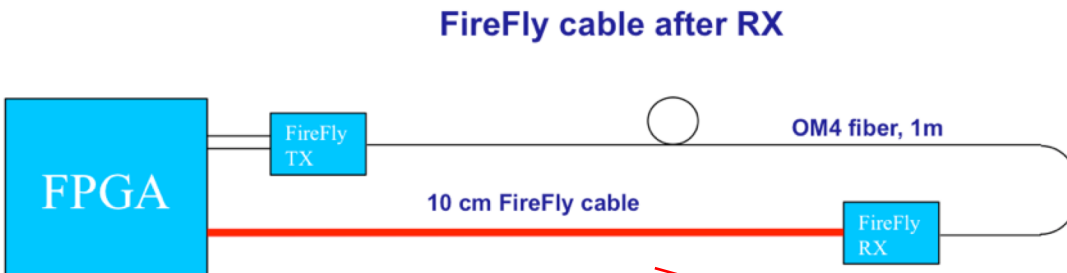 FireFly cable after RX
FireFly
TX
OM4 fiber, 1m
FPGA
10 cm FireFly cable
FireFly
RX